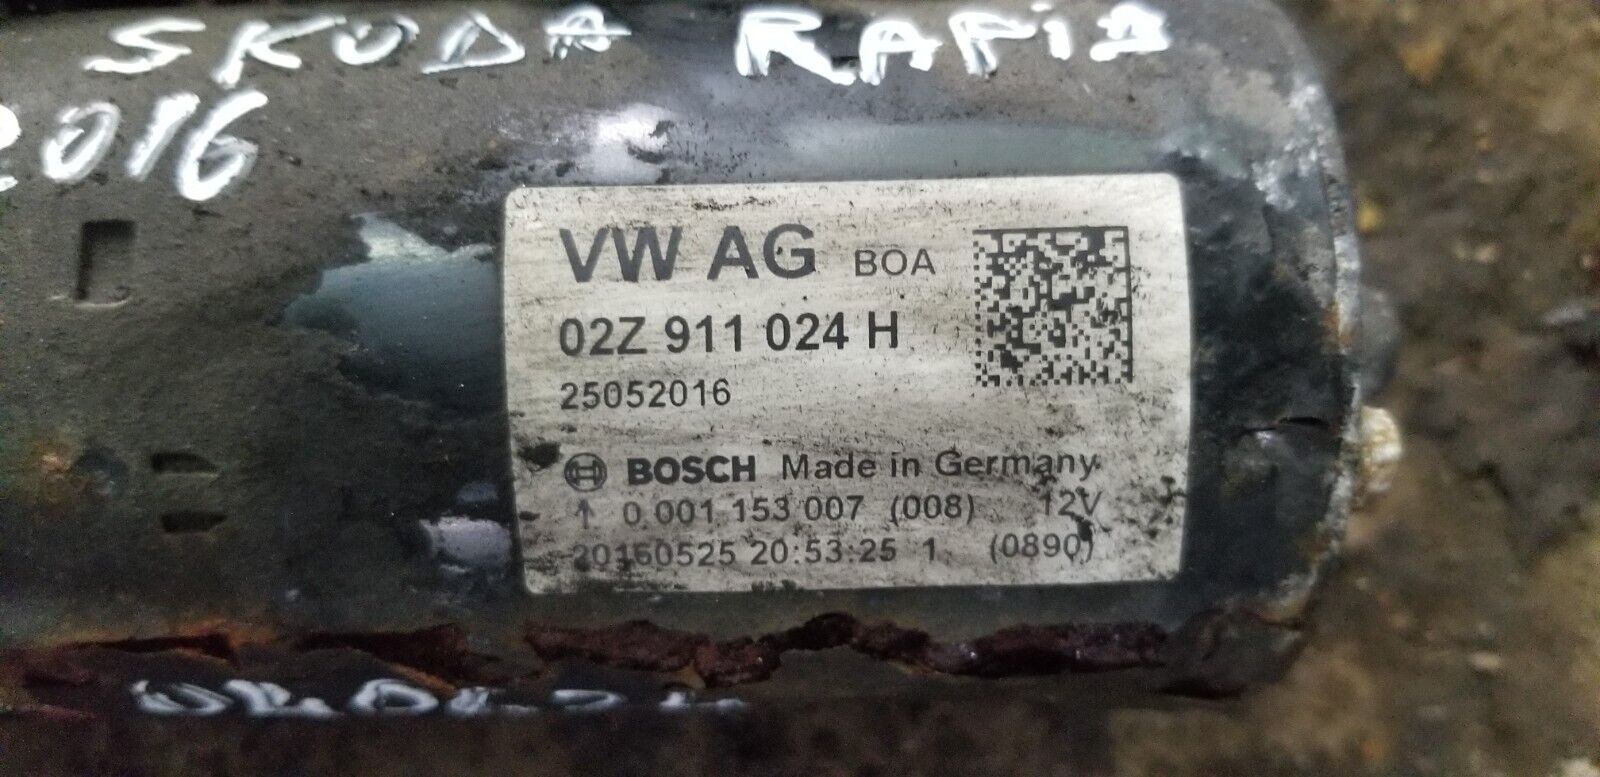 SKODA RAPID
2016
VW AG BOA
02Z 911 024 H
25052016
BOSCH Made in Germany
↑ 0 001 153 007 (008) 12V
20160525 20:53:25 1 (0890)